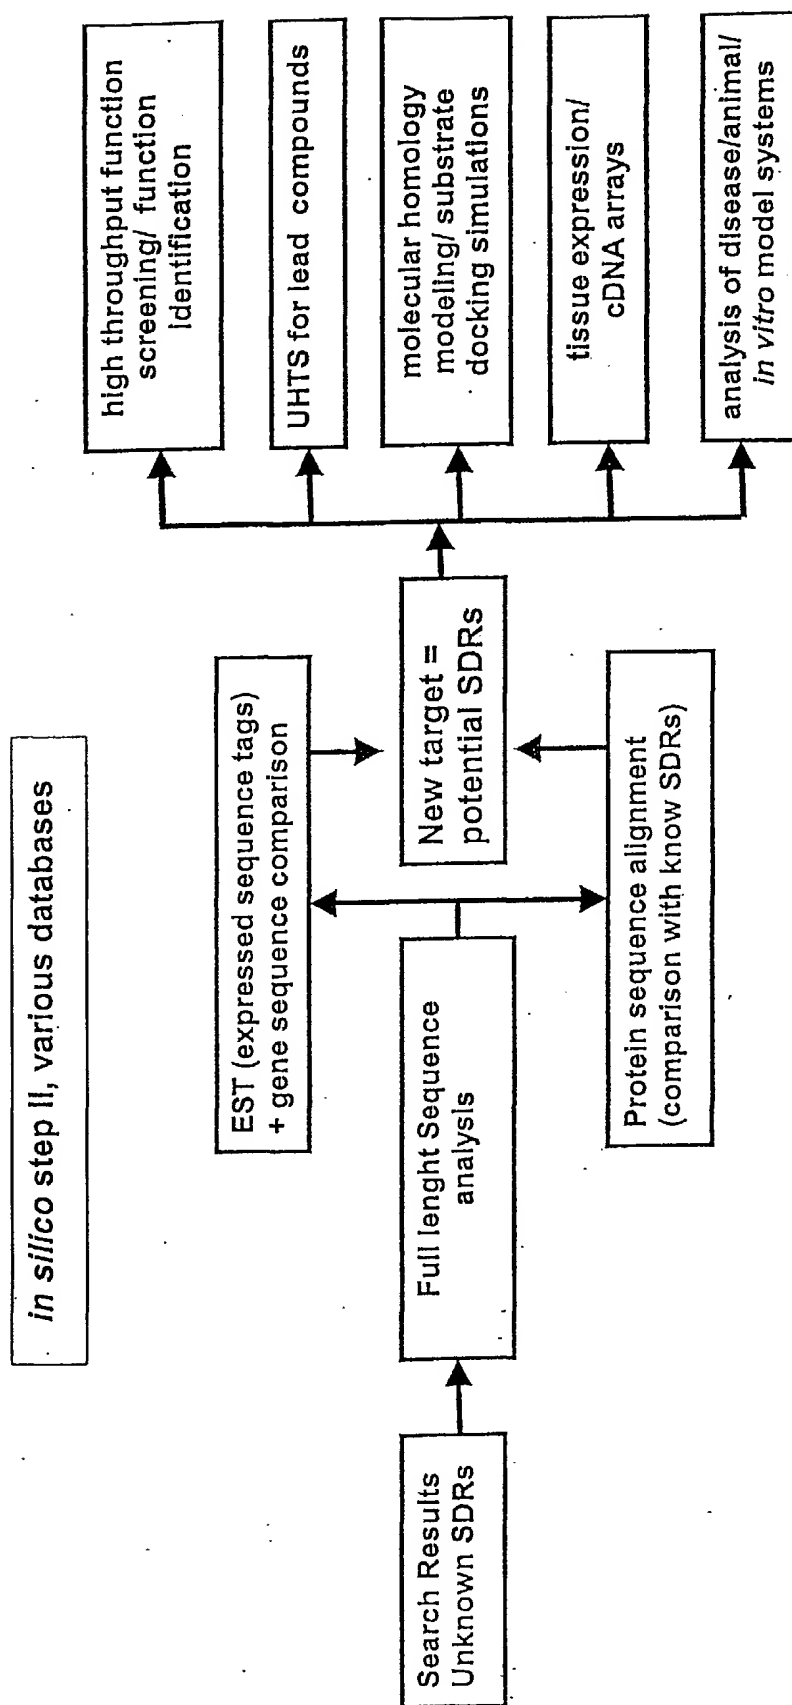 in silico step II, various databases
Search Results
Unknown SDRs
Full lenght Sequence
analysis
EST (expressed sequence tags)
+ gene sequence comparison
Protein sequence alignment
(comparison with know SDRs)
New target =
potential SDRs
high throughput function
screening/ function
identification
UHTS for lead compounds
molecular homology
modeling/ substrate
docking simulations
tissue expression/
cDNA arrays
analysis of disease/animal/
in vitro model systems